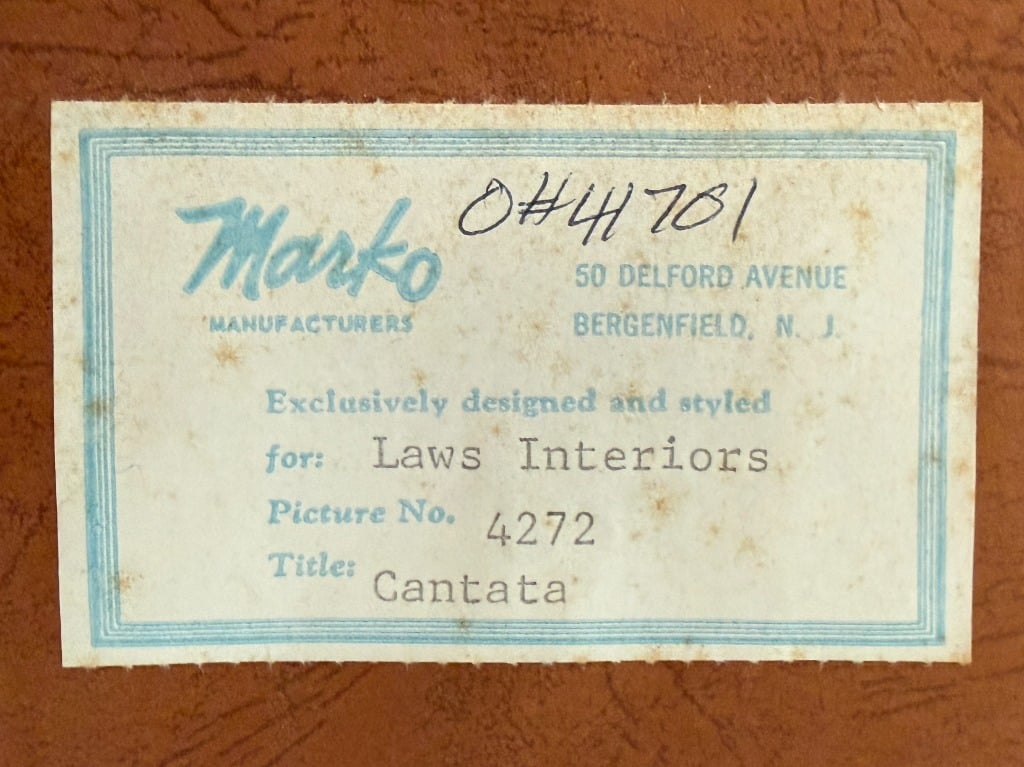 O#41701
Marko
MANUFACTURERS
50 DELFORD AVENUE
BERGENFIELD, N. J.
Exclusively designed and styled
for: Laws Interiors
Picture No. 4272
Title: Cantata